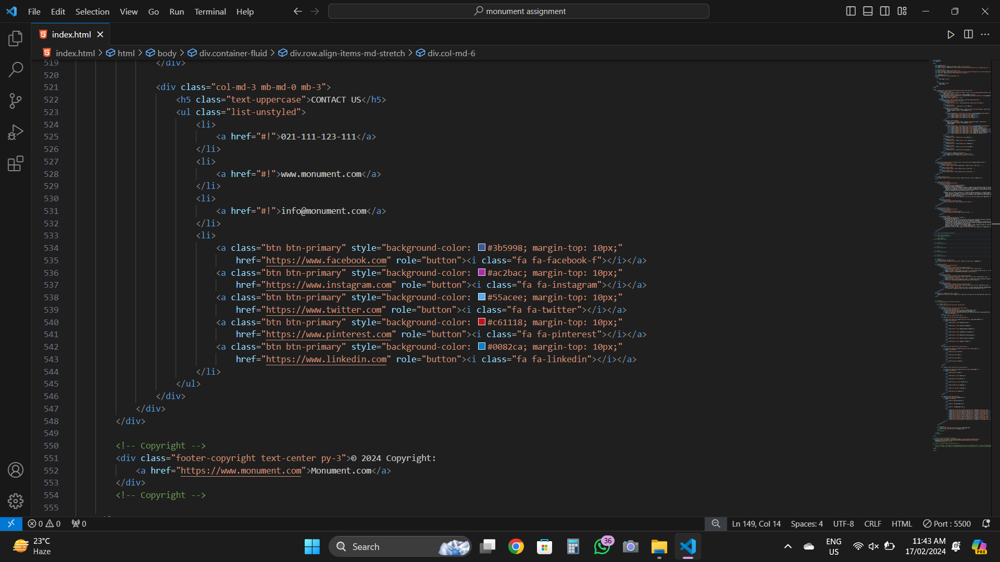 File Edit Selection View Go Run Terminal Help
monument assignment
index.html
index.html > html > body > div.container-fluid > div.row.align-items-md-stretch > div.col-md-6
519 </div>
520
521 <div class="col-md-3 mb-md-0 mb-3">
522 <h5 class="text-uppercase">CONTACT US</h5>
523 <ul class="list-unstyled">
524 <li>
525 <a href="#!">021-111-123-111</a>
526 </li>
527 <li>
528 <a href="#!">www.monument.com</a>
529 </li>
530 <li>
531 <a href="#!">info@monument.com</a>
532 </li>
533 <li>
534 <a class="btn btn-primary" style="background-color: #3b5998; margin-top: 10px;"
535 href="https://www.facebook.com" role="button"><i class="fa fa-facebook-f"></i></a>
536 <a class="btn btn-primary" style="background-color: #ac2bac; margin-top: 10px;"
537 href="https://www.instagram.com" role="button"><i class="fa fa-instagram"></i></a>
538 <a class="btn btn-primary" style="background-color: #55acee; margin-top: 10px;"
539 href="https://www.twitter.com" role="button"><i class="fa fa-twitter"></i></a>
540 <a class="btn btn-primary" style="background-color: #c61118; margin-top: 10px;"
541 href="https://www.pinterest.com" role="button"><i class="fa fa-pinterest"></i></a>
542 <a class="btn btn-primary" style="background-color: #0082ca; margin-top: 10px;"
543 href="https://www.linkedin.com" role="button"><i class="fa fa-linkedin"></i></a>
544 </li>
545 </ul>
546 </div>
547 </div>
548 </div>
549
550 <!-- Copyright -->
551 <div class="footer-copyright text-center py-3">© 2024 Copyright:
552 <a href="https://www.monument.com">Monument.com</a>
553 </div>
554 <!-- Copyright -->
555
0 0 0 Ln 149, Col 14 Spaces: 4 UTF-8 CRLF HTML Port : 5500
23°C
Haze
Search
36
ENG
US
11:43 AM
17/02/2024
PRE